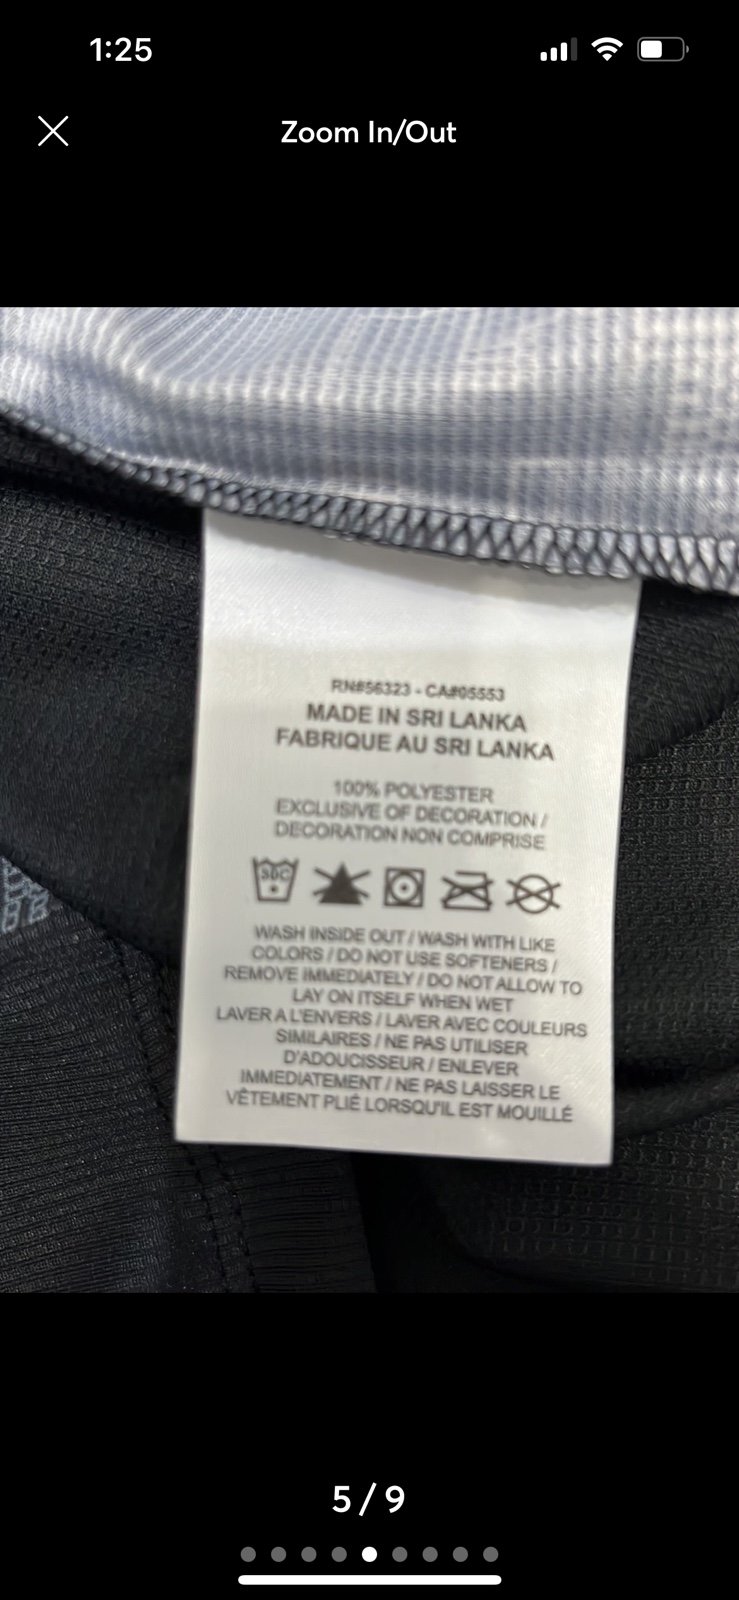 1:25
Zoom In/Out
RN#56323 - CA#05553
MADE IN SRI LANKA
FABRIQUE AU SRI LANKA
100% POLYESTER
EXCLUSIVE OF DECORATION /
DECORATION NON COMPRISE
30C
WASH INSIDE OUT / WASH WITH LIKE
COLORS / DO NOT USE SOFTENERS /
REMOVE IMMEDIATELY / DO NOT ALLOW TO
LAY ON ITSELF WHEN WET
LAVER A L'ENVERS / LAVER AVEC COULEURS
SIMILAIRES / NE PAS UTILISER
D'ADOUCISSEUR / ENLEVER
IMMEDIATEMENT / NE PAS LAISSER LE
VÊTEMENT PLIÉ LORSQU'IL EST MOUILLÉ
5 / 9